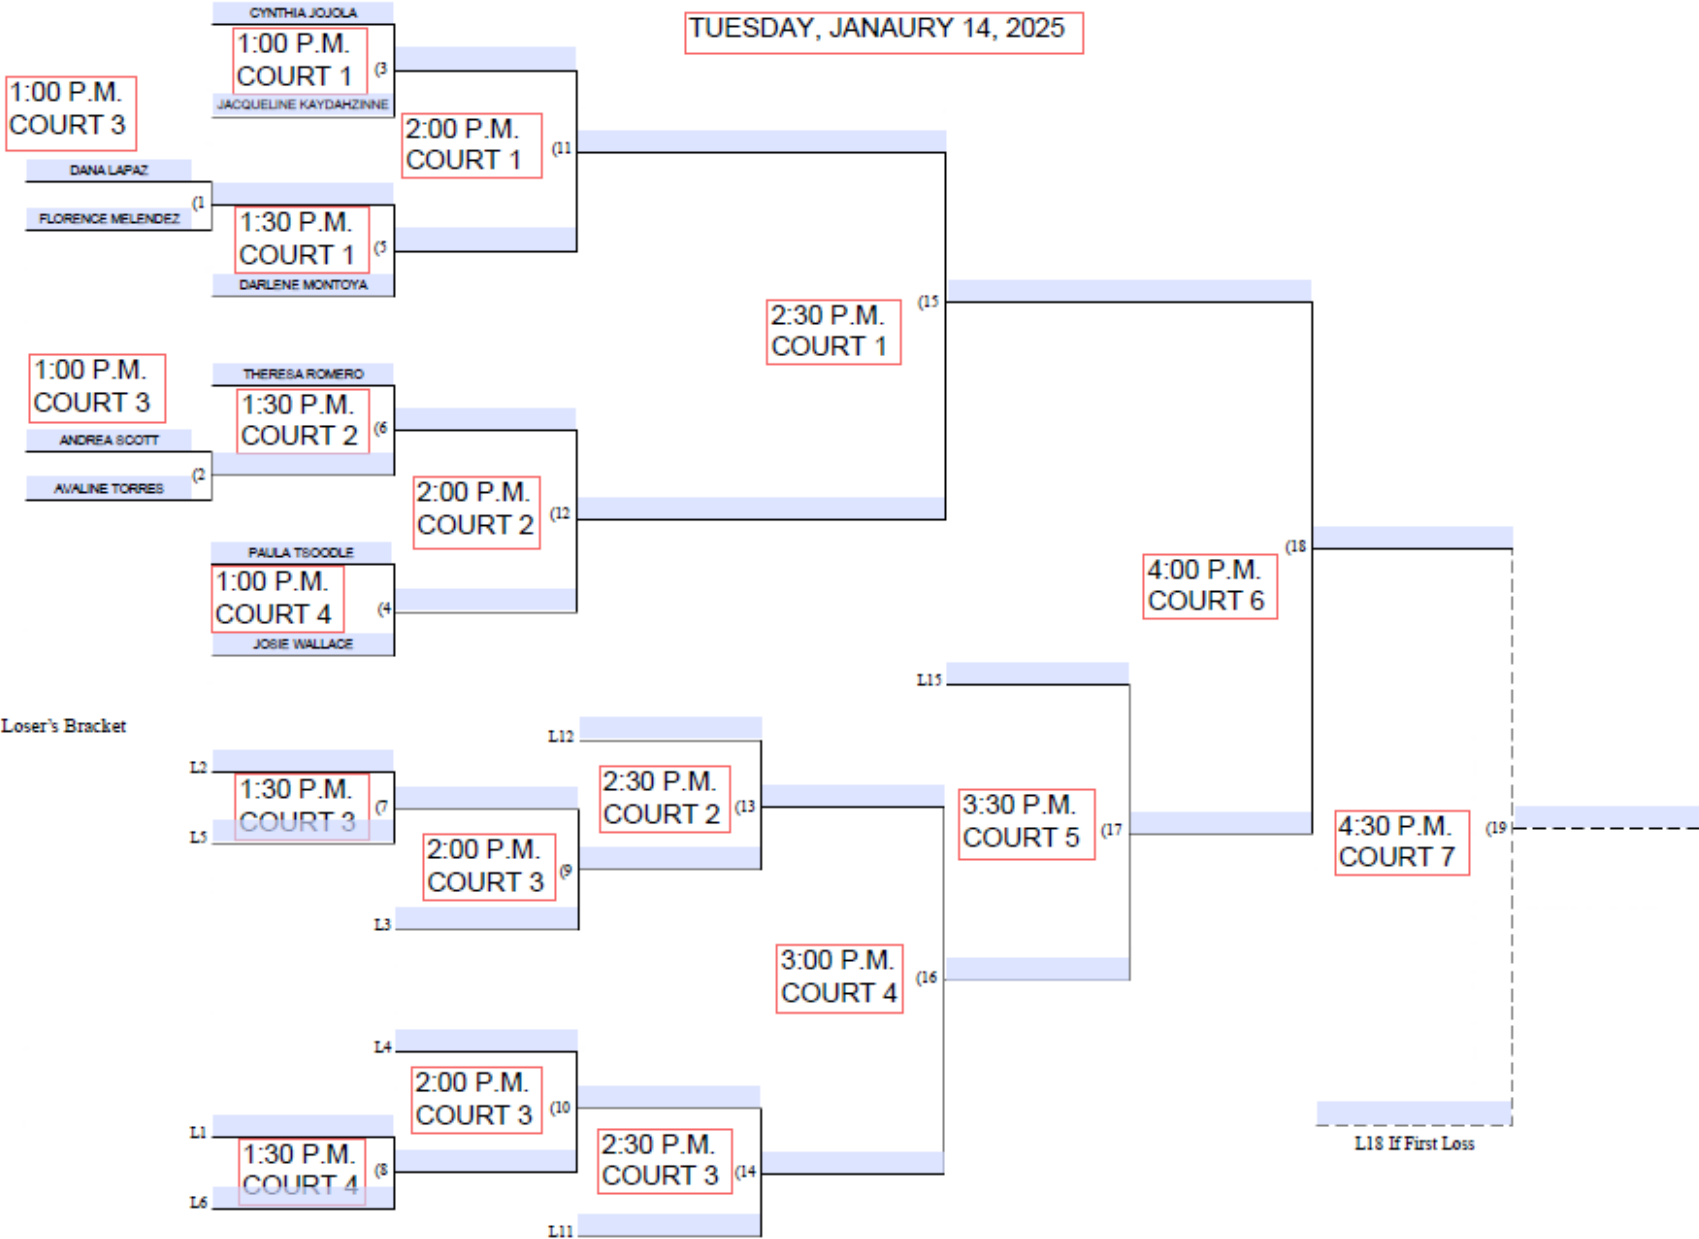 CYNTHIA JOJOLA
TUESDAY, JANAURY 14, 2025
1:00 P.M.
COURT 1
(3
JACQUELINE KAYDAHZINNE
1:00 P.M.
COURT 3
2:00 P.M.
COURT 1
(11
DANA LAPAZ
(1
FLORENCE MELENDEZ
1:30 P.M.
COURT 1
(5
DARLENE MONTOYA
2:30 P.M.
COURT 1
(15
1:00 P.M.
COURT 3
THERESA ROMERO
1:30 P.M.
COURT 2
(6
ANDREA SCOTT
(2
AVALINE TORRES
2:00 P.M.
COURT 2
(12
PAULA TSOODLE
1:00 P.M.
COURT 4
(4
JOSIE WALLACE
4:00 P.M.
COURT 6
(18
L15
Loser's Bracket
L12
L2
1:30 P.M.
COURT 3
(7
L5
2:30 P.M.
COURT 2
(13
2:00 P.M.
COURT 3
(9
L3
3:30 P.M.
COURT 5
(17
4:30 P.M.
COURT 7
(19
3:00 P.M.
COURT 4
(16
L4
2:00 P.M.
COURT 3
(10
L1
1:30 P.M.
COURT 4
(8
L6
2:30 P.M.
COURT 3
(14
L11
L18 If First Loss